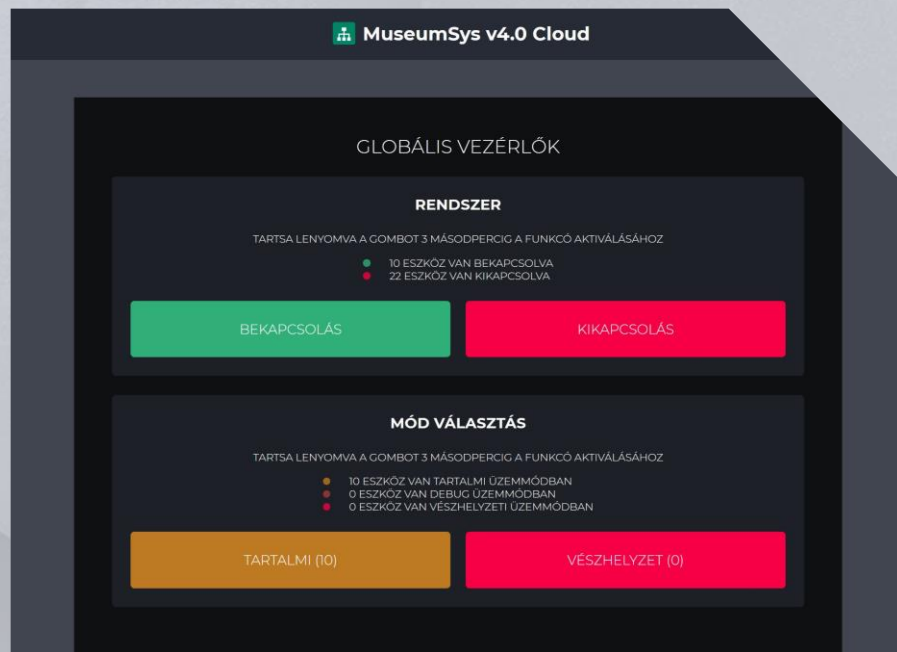 MuseumSys v4.0 Cloud
GLOBÁLIS VEZÉRLŐK
RENDSZER
TARTSA LENYOMVA A GOMBOT 3 MÁSODPERCIG A FUNKCÓ AKTIVÁLÁSÁHOZ
10 ESZKÖZ VAN BEKAPCSOLVA
22 ESZKÖZ VAN KIKAPCSOLVA
BEKAPCSOLÁS KIKAPCSOLÁS
MÓD VÁLASZTÁS
TARTSA LENYOMVA A GOMBOT 3 MÁSODPERCIG A FUNKCÓ AKTIVÁLÁSÁHOZ
10 ESZKÖZ VAN TARTALMI ÜZEMMÓDBAN
0 ESZKÖZ VAN DEBUG ÜZEMMÓDBAN
0 ESZKÖZ VAN VÉSZHELYZETI ÜZEMMÓDBAN
TARTALMI (10) VÉSZHELYZET (0)